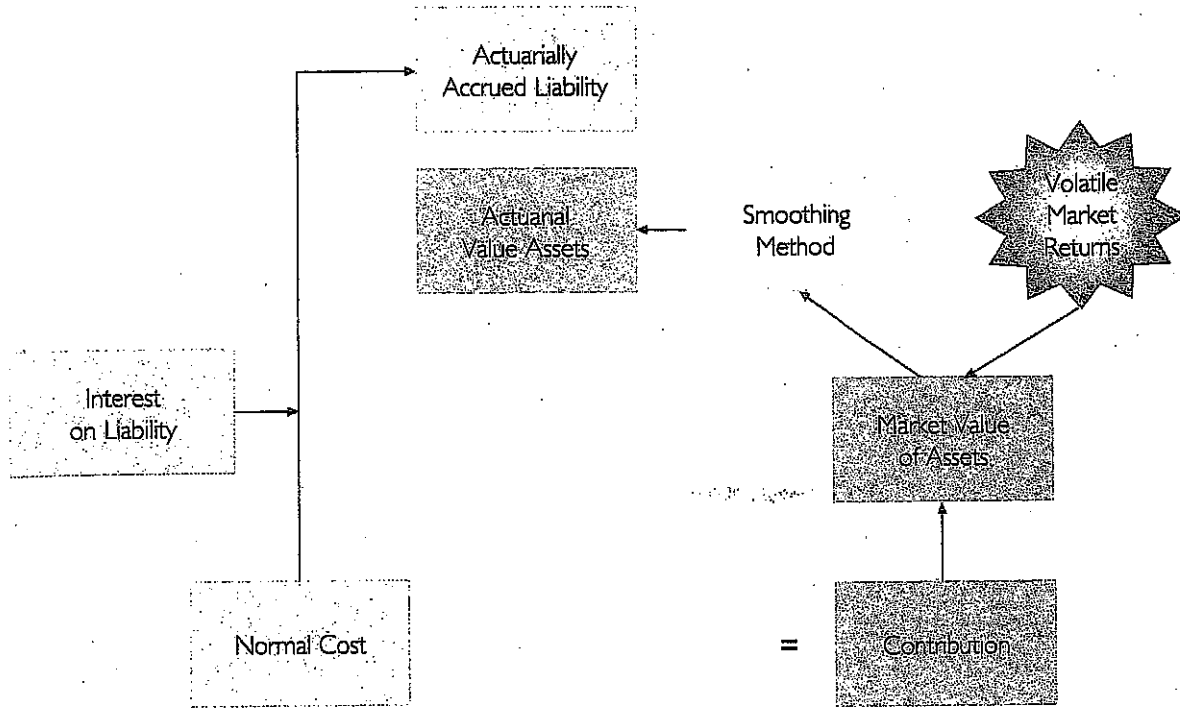 Actuarially
Accrued Liability
Actuarial
Value Assets
Smoothing
Method
Volatile
Market
Returns
Interest
on Liability
Market Value
of Assets
Normal Cost
=
Contribution